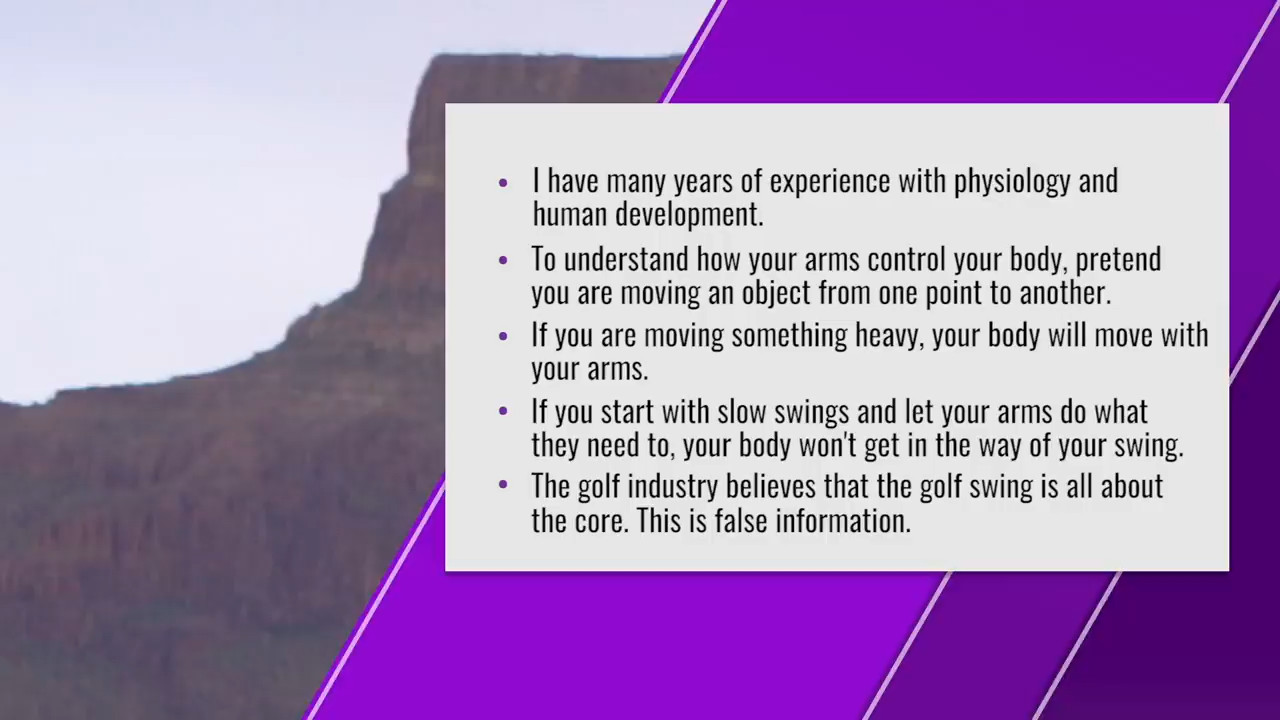 • I have many years of experience with physiology and
human development.
• To understand how your arms control your body, pretend
you are moving an object from one point to another.
• If you are moving something heavy, your body will move with
your arms.
• If you start with slow swings and let your arms do what
they need to, your body won't get in the way of your swing.
• The golf industry believes that the golf swing is all about
the core. This is false information.